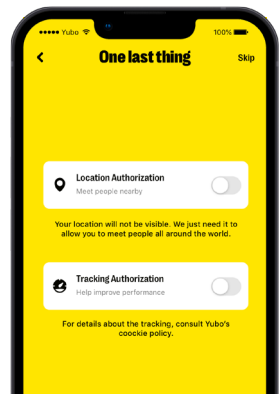 Yubo 100%
One last thing Skip
Location Authorization
Meet people nearby
Your location will not be visible. We just need it to
allow you to meet people all around the world.
Tracking Authorization
Help improve performance
For details about the tracking, consult Yubo's
coockie policy.